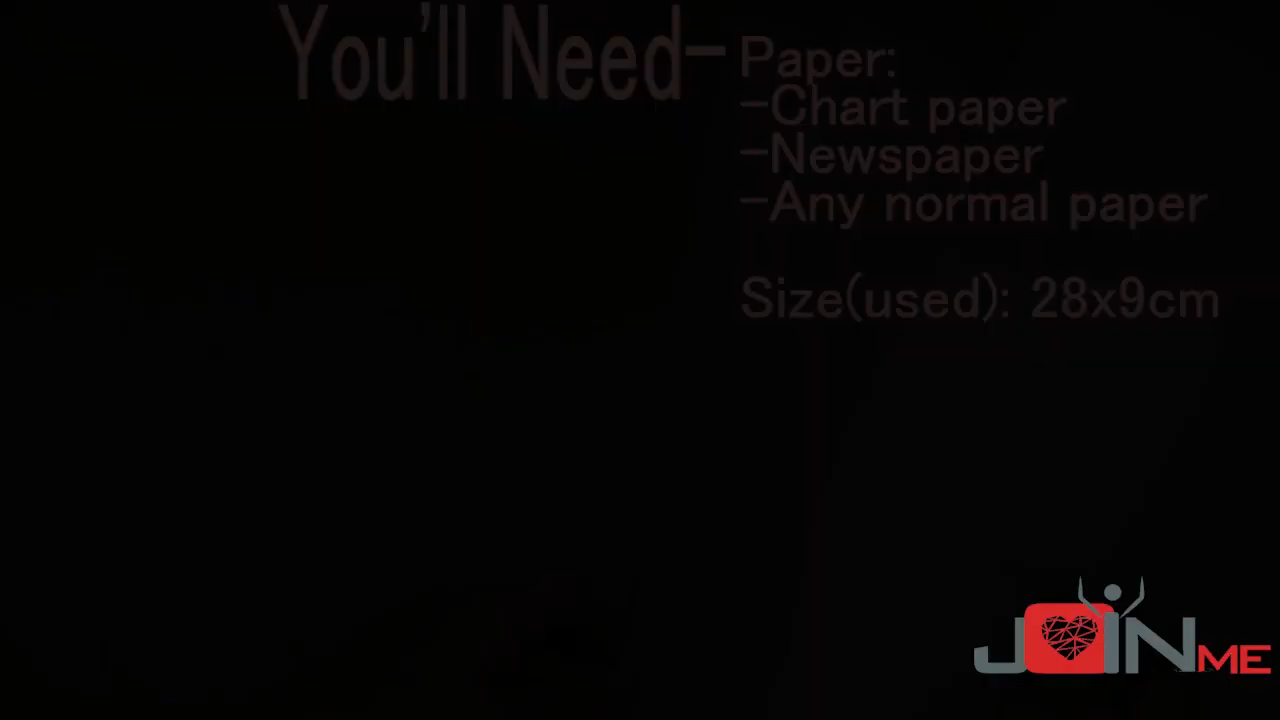 You'll Need-
Paper:
-Chart paper
-Newspaper
-Any normal paper
Size(used): 28x9cm
JOIN ME